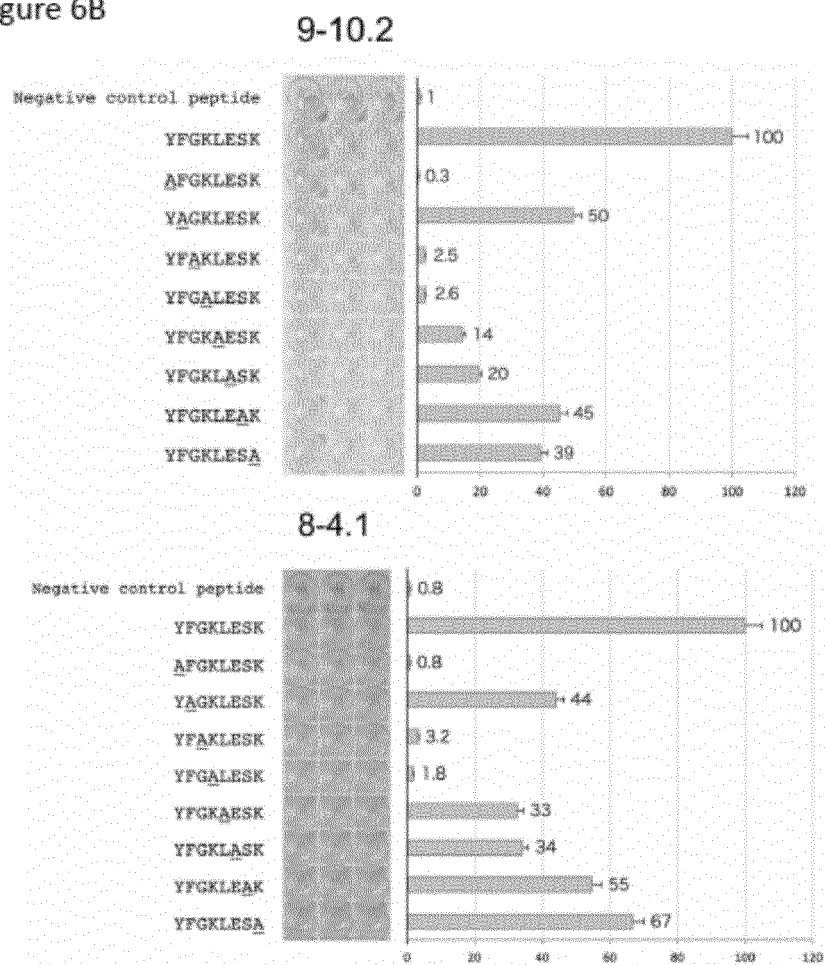 gure 6B
9-10.2
Negative control peptide 1
YFGKLESK 100
AFGKLESK 0.3
YAGKLESK 50
YFAKLESK 2.5
YFGALESK 2.6
YFGKAESK 14
YFGKLASK 20
YFGKLEAK 45
YFGKLESA 39
0 20 40 60 80 100 120
8-4.1
Negative control peptide 0.8
YFGKLESK 100
AFGKLESK 0.8
YAGKLESK 44
YFAKLESK 3.2
YFGALESK 1.8
YFGKAESK 33
YFGKLASK 34
YFGKLEAK 55
YFGKLESA 67
0 20 40 60 80 100 120